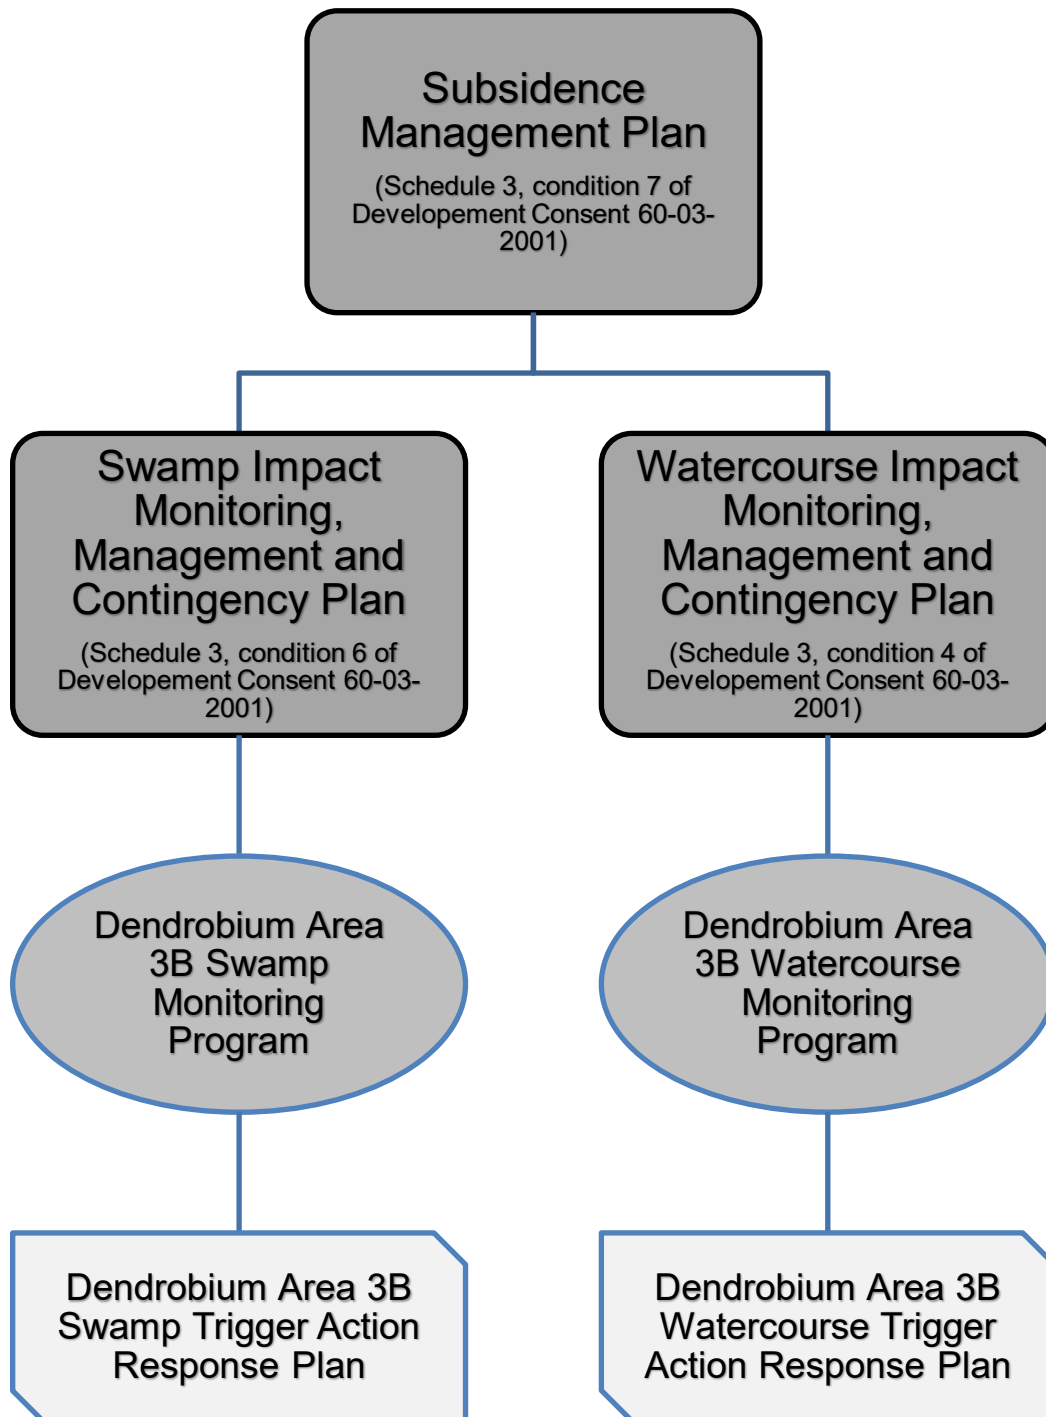 Subsidence
Management Plan
(Schedule 3, condition 7 of
Developement Consent 60-03-
2001)
Swamp Impact
Monitoring,
Management and
Contingency Plan
(Schedule 3, condition 6 of
Developement Consent 60-03-
2001)
Watercourse Impact
Monitoring,
Management and
Contingency Plan
(Schedule 3, condition 4 of
Developement Consent 60-03-
2001)
Dendrobium Area
3B Swamp
Monitoring
Program
Dendrobium Area
3B Watercourse
Monitoring
Program
Dendrobium Area 3B
Swamp Trigger Action
Response Plan
Dendrobium Area 3B
Watercourse Trigger
Action Response Plan